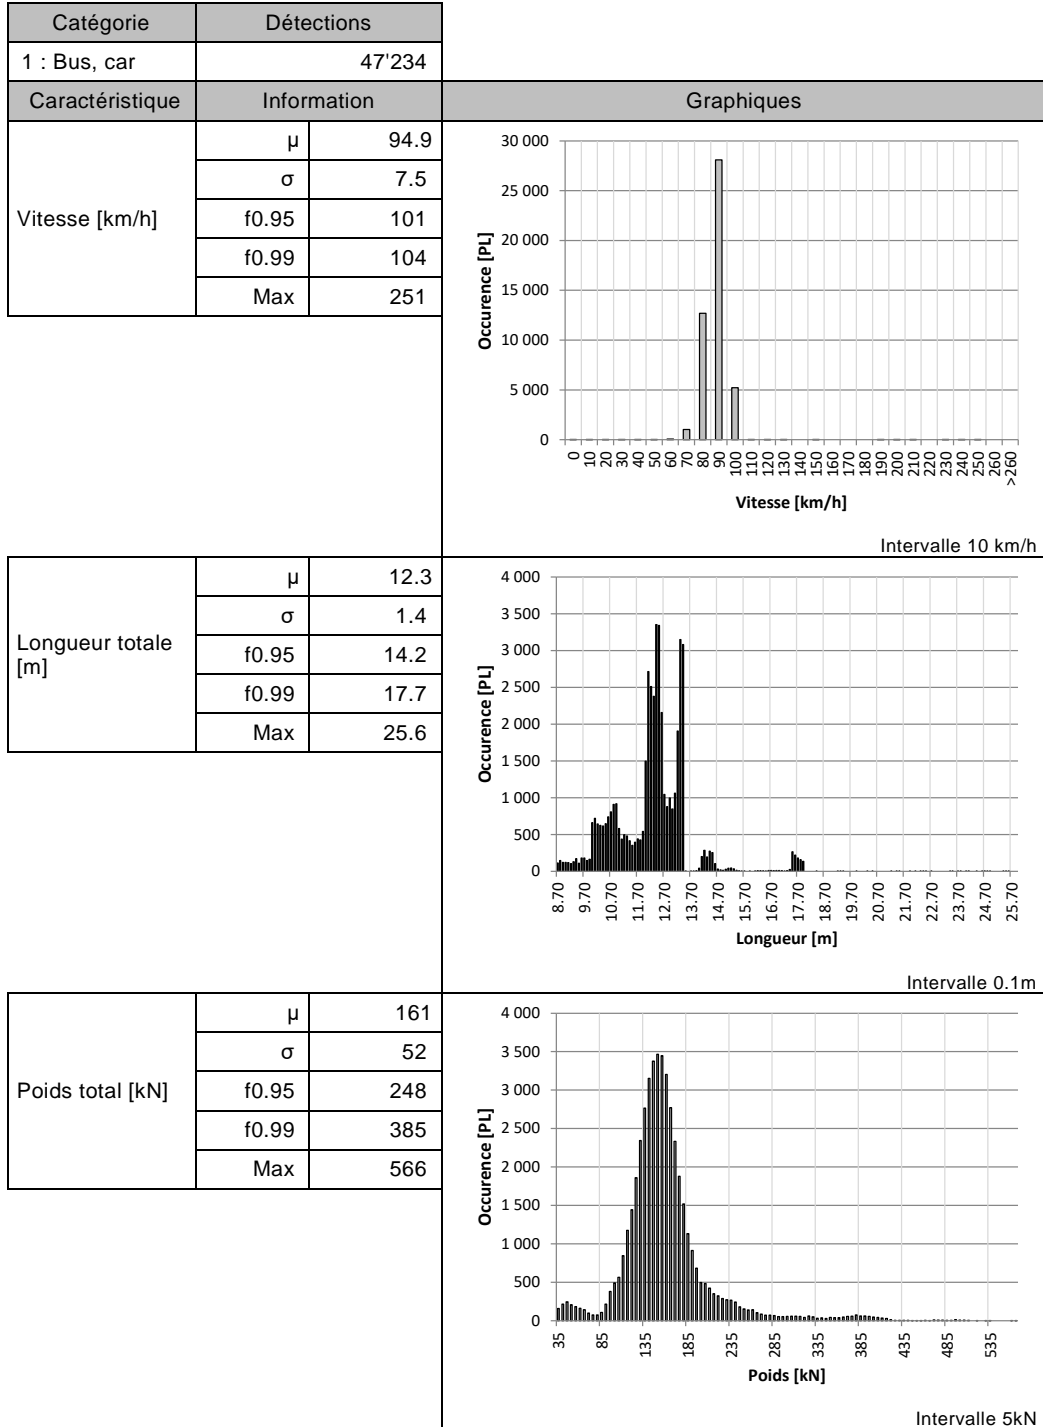 Catégorie Détections
1 : Bus, car 47'234
Caractéristique Information Graphiques
Vitesse [km/h]
µ 94.9
σ 7.5
f0.95 101
f0.99 104
Max 251
30 000
25 000
20 000
15 000
10 000
5 000
0
Occurence [PL]
0 10 20 30 40 50 60 70 80 90 100 110 120 130 140 150 160 170 180 190 200 210 220 230 240 250 260 >260
Vitesse [km/h]
Intervalle 10 km/h
Longueur totale
[m]
µ 12.3
σ 1.4
f0.95 14.2
f0.99 17.7
Max 25.6
4 000
3 500
3 000
2 500
2 000
1 500
1 000
500
0
Occurence [PL]
8.70 9.70 10.70 11.70 12.70 13.70 14.70 15.70 16.70 17.70 18.70 19.70 20.70 21.70 22.70 23.70 24.70 25.70
Longueur [m]
Intervalle 0.1m
Poids total [kN]
µ 161
σ 52
f0.95 248
f0.99 385
Max 566
4 000
3 500
3 000
2 500
2 000
1 500
1 000
500
0
Occurence [PL]
35 85 135 185 235 285 335 385 435 485 535
Poids [kN]
Intervalle 5kN